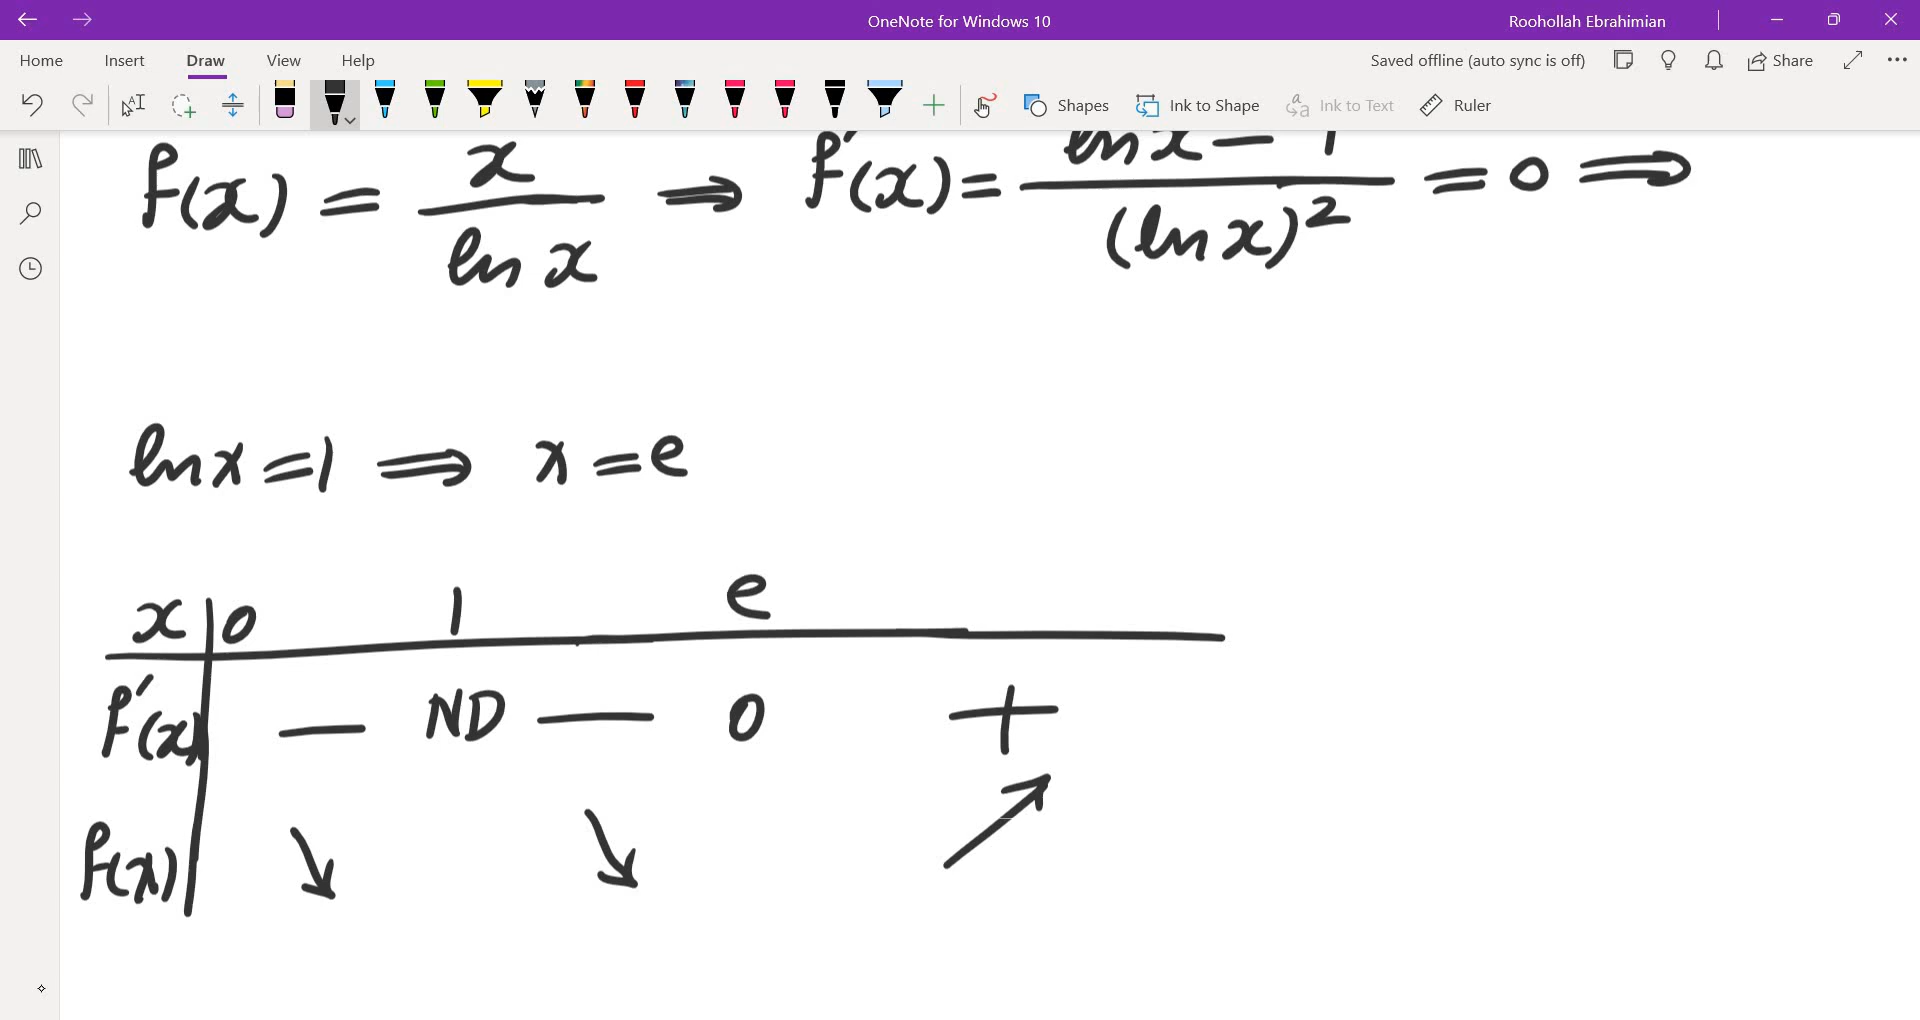 OneNote for Windows 10
Roohollah Ebrahimian
Home Insert Draw View Help
Saved offline (auto sync is off) Share
Shapes Ink to Shape Ink to Text Ruler
f(x) = x / ln x ⟹ f'(x) = ln x − 1 / (ln x)² = 0 ⟹
ln x = 1 ⟹ x = e
x | 0 1 e
f'(x) | — ND — 0 +
f(x) | ↘ ↘ ↗